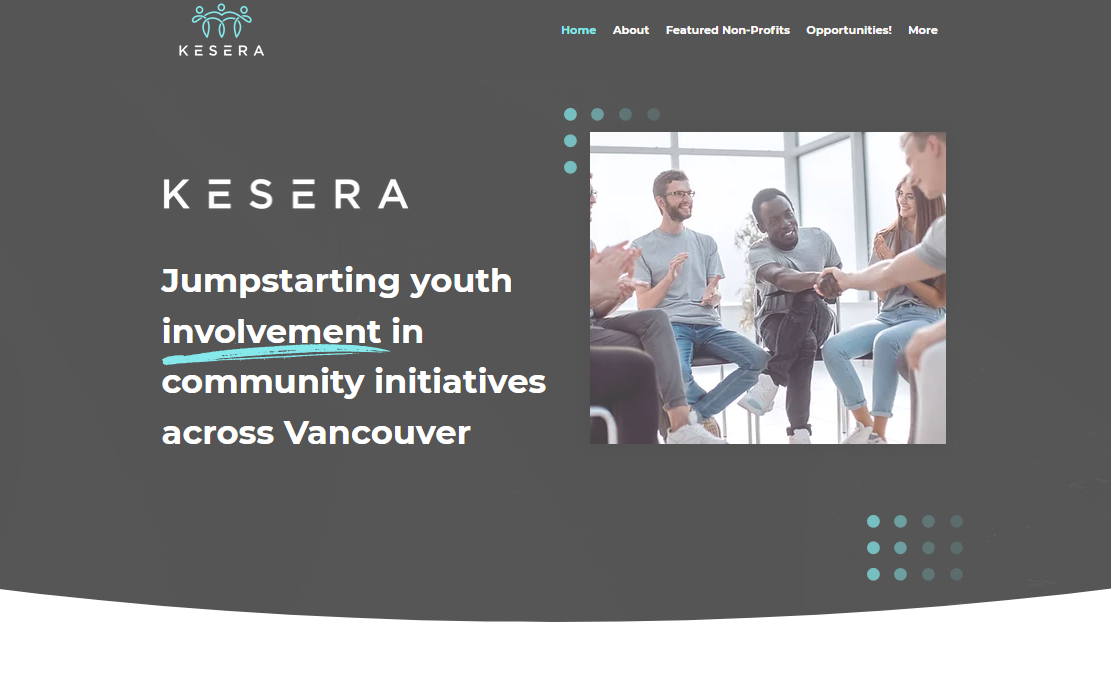 KESERA
Home About Featured Non-Profits Opportunities! More
KESERA
Jumpstarting youth
involvement in
community initiatives
across Vancouver